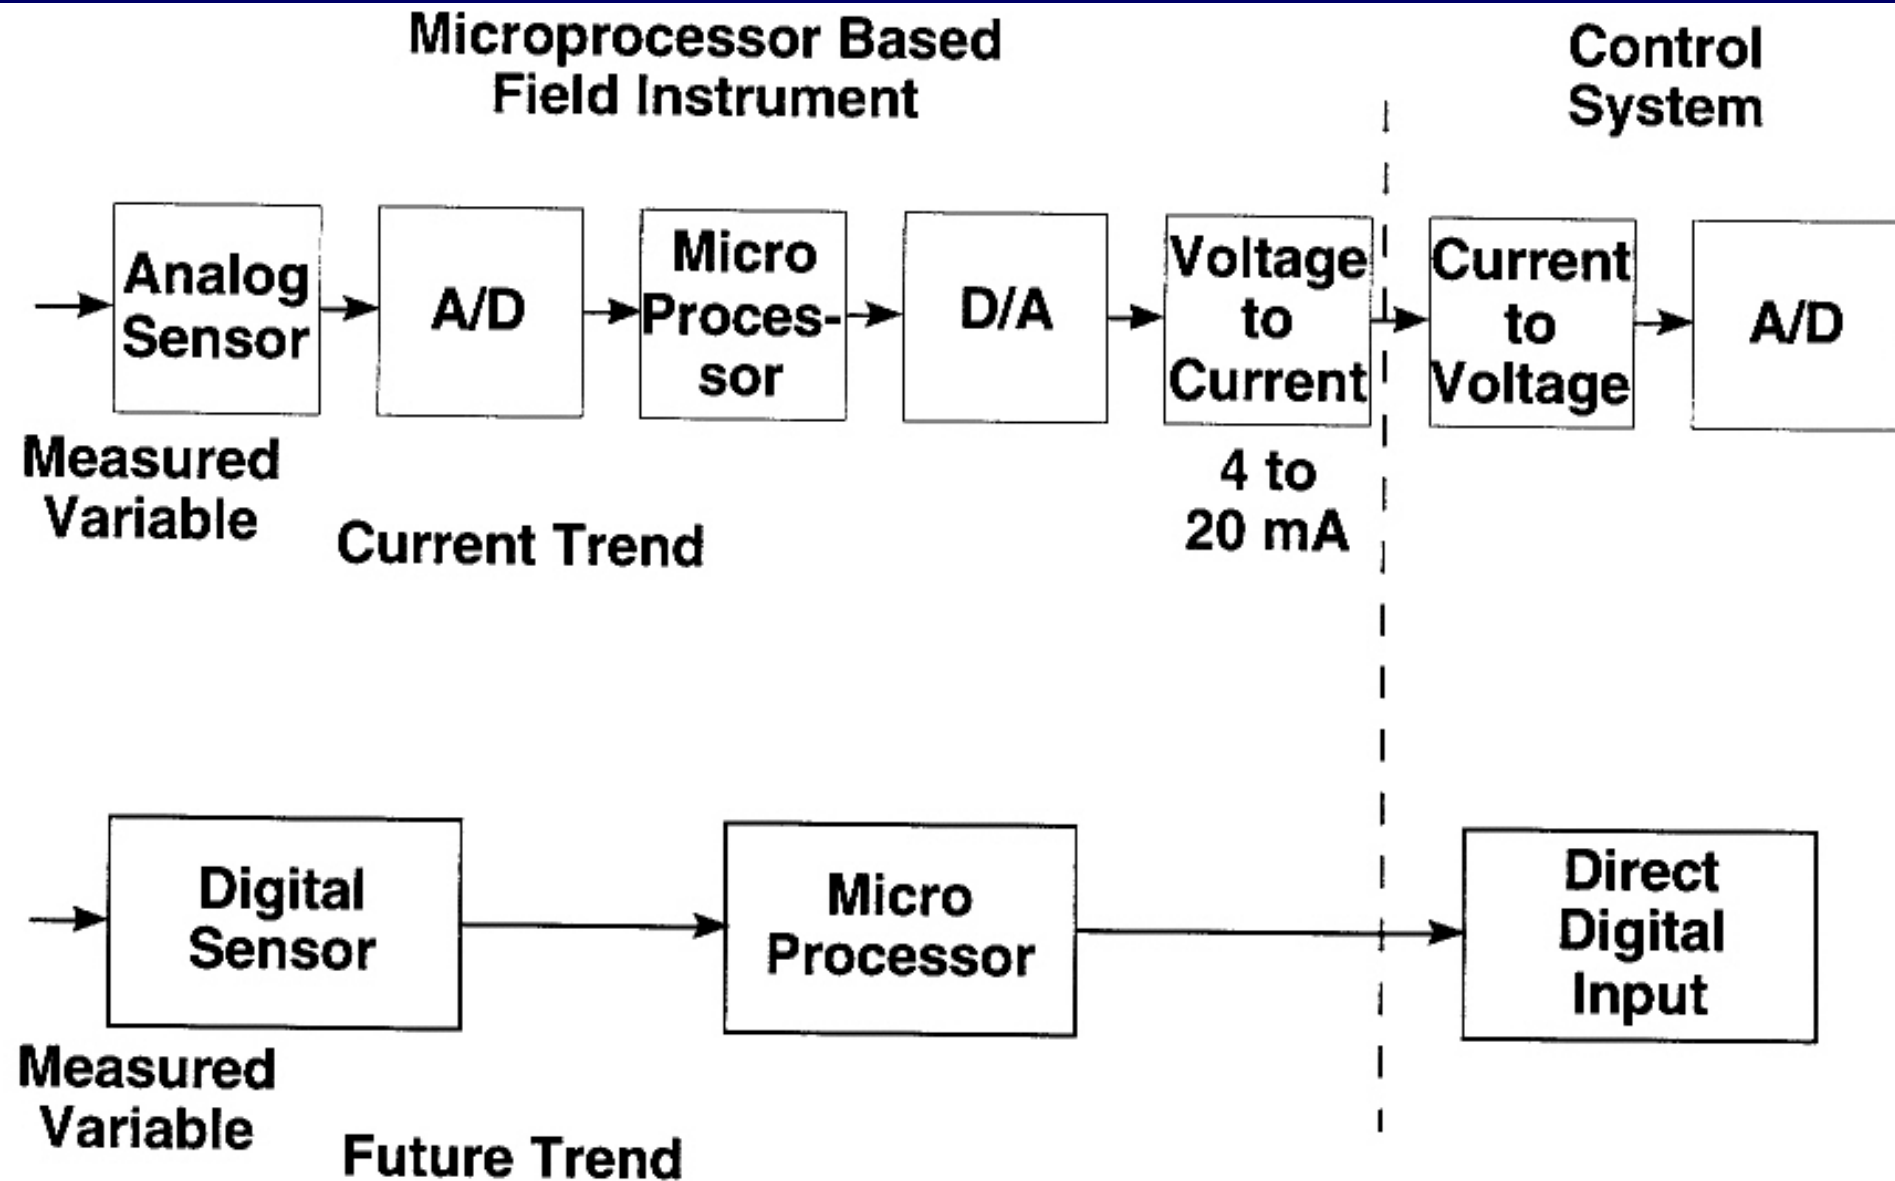 Microprocessor Based
Field Instrument
Control
System
Analog
Sensor
A/D
Micro
Proces-
sor
D/A
Voltage
to
Current
Current
to
Voltage
A/D
Measured
Variable
Current Trend
4 to
20 mA
Digital
Sensor
Micro
Processor
Direct
Digital
Input
Measured
Variable
Future Trend